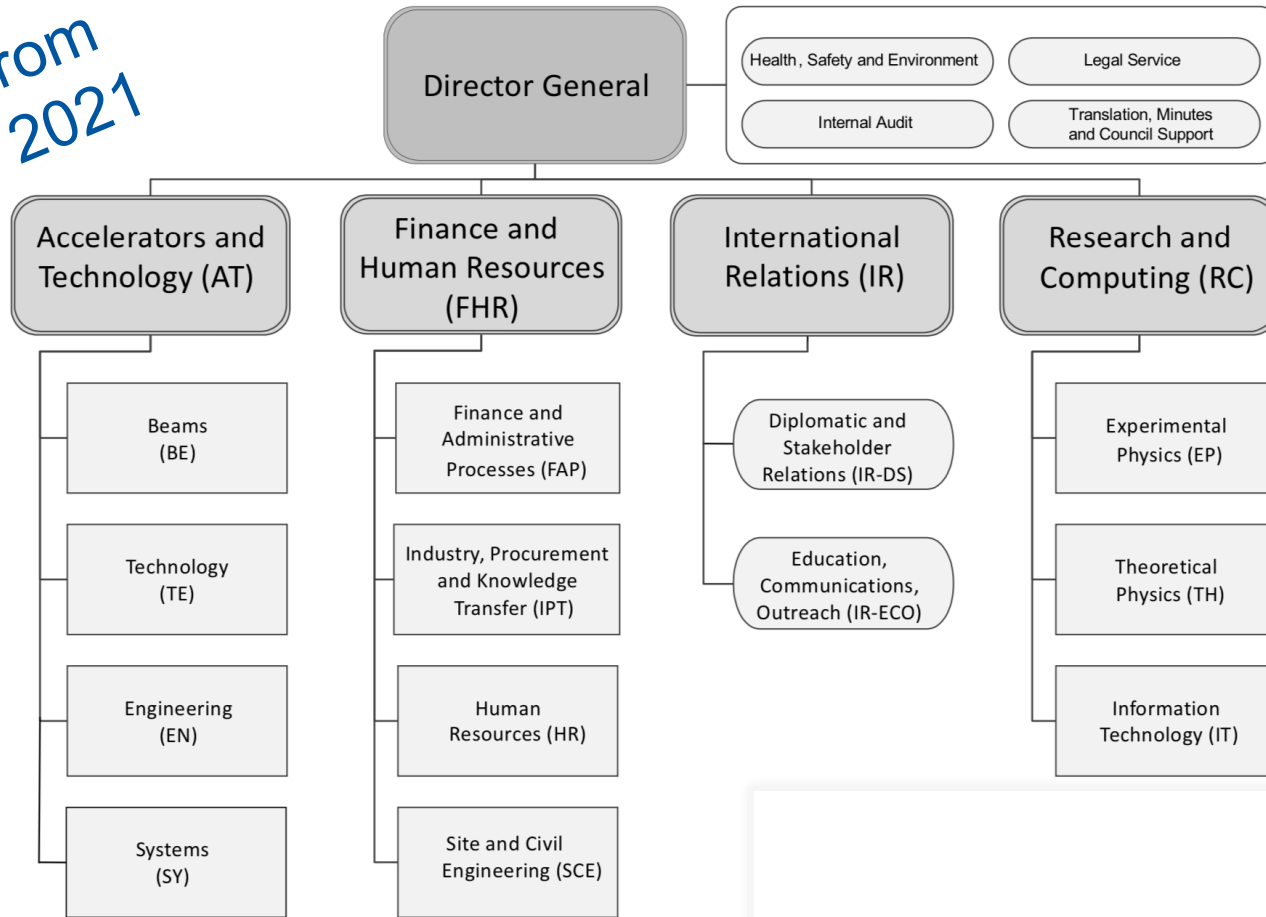 2021
Director General
Health, Safety and Environment
Legal Service
Internal Audit
Translation, Minutes
and Council Support
Accelerators and
Technology (AT)
Finance and
Human Resources
(FHR)
International
Relations (IR)
Research and
Computing (RC)
Beams
(BE)
Technology
(TE)
Engineering
(EN)
Systems
(SY)
Finance and
Administrative
Processes (FAP)
Industry, Procurement
and Knowledge
Transfer (IPT)
Human
Resources (HR)
Site and Civil
Engineering (SCE)
Diplomatic and
Stakeholder
Relations (IR-DS)
Education,
Communications,
Outreach (IR-ECO)
Experimental
Physics (EP)
Theoretical
Physics (TH)
Information
Technology (IT)